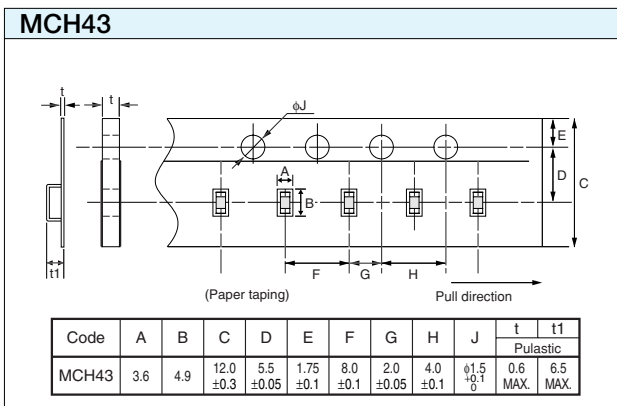 MCH43
t
t
φJ
E
A
D
C
B
t1
F
G
H
(Paper taping)
Pull direction
Code A B C D E F G H J t t1
Pulastic
MCH43 3.6 4.9 12.0 ±0.3 5.5 ±0.05 1.75 ±0.1 8.0 ±0.1 2.0 ±0.05 4.0 ±0.1 φ1.5 +0.1 0 0.6 MAX. 6.5 MAX.